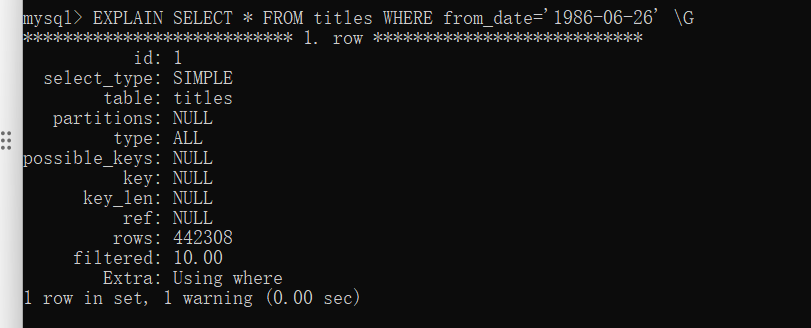 mysql> EXPLAIN SELECT * FROM titles WHERE from_date='1986-06-26' \G
*************************** 1. row ***************************
id: 1
select_type: SIMPLE
table: titles
partitions: NULL
type: ALL
possible_keys: NULL
key: NULL
key_len: NULL
ref: NULL
rows: 442308
filtered: 10.00
Extra: Using where
1 row in set, 1 warning (0.00 sec)